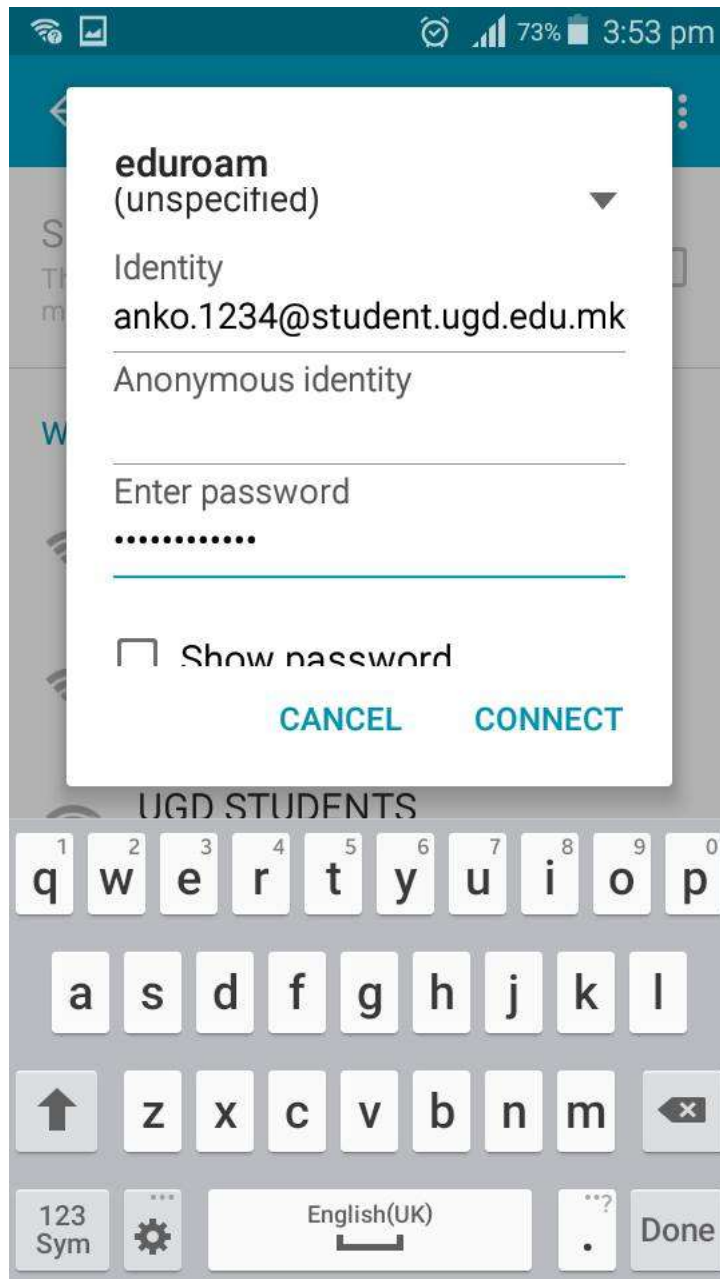 73% 3:53 pm
eduroam
(unspecified)
Identity
anko.1234@student.ugd.edu.mk
Anonymous identity
Enter password
••••••••••••
Show password
CANCEL CONNECT
S
Th
m
W
UGD STUDENTS
1 2 3 4 5 6 7 8 9 0
q w e r t y u i o p
a s d f g h j k l
z x c v b n m
123
Sym
English(UK)
. Done